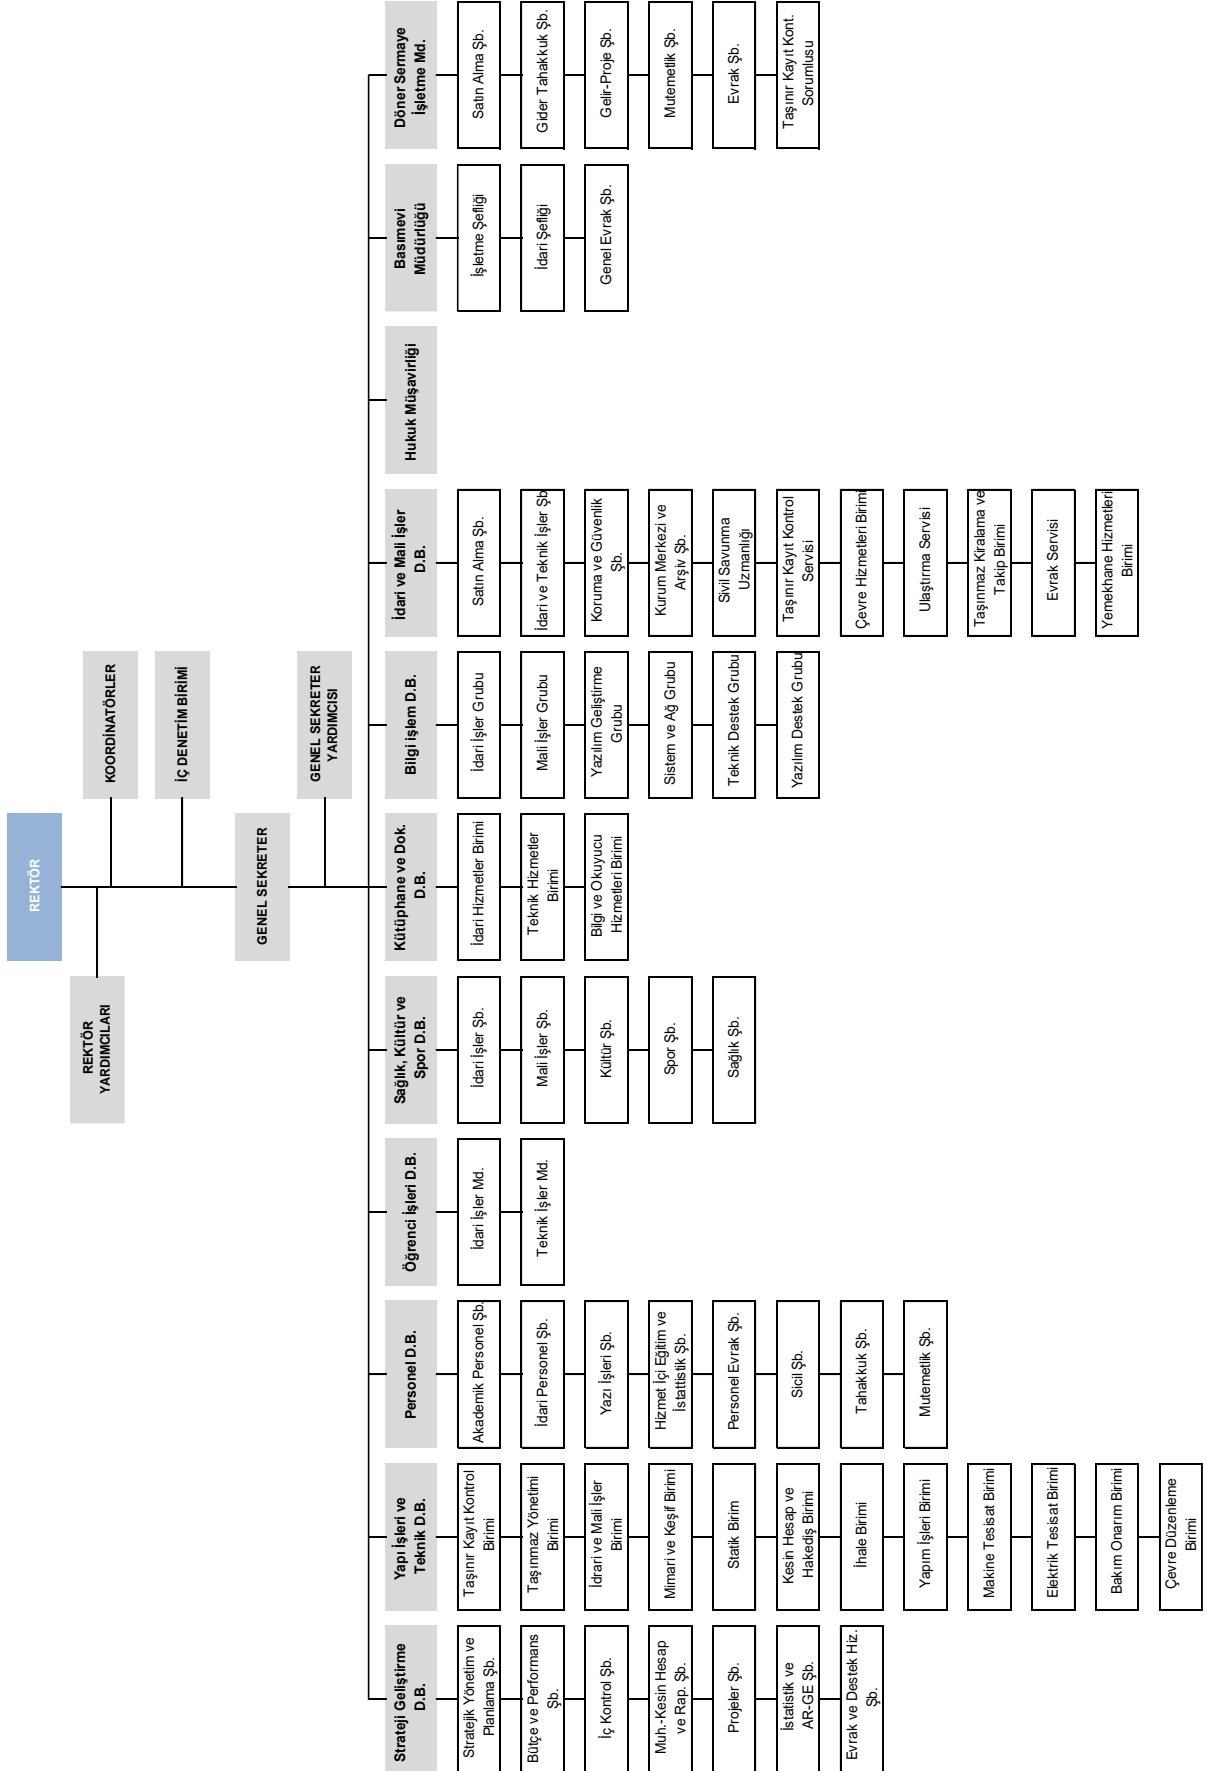 REKTÖR
REKTÖR
YARDIMCILARI
KOORDİNATÖRLER
İÇ DENETİM BİRİMİ
GENEL SEKRETER
GENEL SEKRETER
YARDIMCISI
Strateji Geliştirme
D.B.
Stratejik Yönetim ve
Planlama Şb.
Bütçe ve Performans
Şb.
İç Kontrol Şb.
Muh.-Kesin Hesap
ve Rap. Şb.
Projeler Şb.
İstatistik ve
AR-GE Şb.
Evrak ve Destek Hiz.
Şb.
Yapı İşleri ve
Teknik D.B.
Taşınır Kayıt Kontrol
Birimi
Taşınmaz Yönetimi
Birimi
İdrari ve Mali İşler
Birimi
Mimari ve Keşif Birimi
Statik Birim
Kesin Hesap ve
Hakediş Birimi
İhale Birimi
Yapım İşleri Birimi
Makine Tesisat Birimi
Elektrik Tesisat Birimi
Bakım Onarım Birimi
Çevre Düzenleme
Birimi
Personel D.B.
Akademik Personel Şb.
İdari Personel Şb.
Yazı İşleri Şb.
Hizmet İçi Eğitim ve
İstattistik Şb.
Personel Evrak Şb.
Sicil Şb.
Tahakkuk Şb.
Mutemetlik Şb.
Öğrenci İşleri D.B.
İdari İşler Md.
Teknik İşler Md.
Sağlık, Kültür ve
Spor D.B.
İdari İşler Şb.
Mali İşler Şb.
Kültür Şb.
Spor Şb.
Sağlık Şb.
Kütüphane ve Dok.
D.B.
İdari Hizmetler Birimi
Teknik Hizmetler
Birimi
Bilgi ve Okuyucu
Hizmetleri Birimi
Bilgi işlem D.B.
İdari İşler Grubu
Mali İşler Grubu
Yazılım Geliştirme
Grubu
Sistem ve Ağ Grubu
Teknik Destek Grubu
Yazılım Destek Grubu
İdari ve Mali İşler
D.B.
Satın Alma Şb.
İdari ve Teknik İşler Şb
Koruma ve Güvenlik
Şb.
Kurum Merkezi ve
Arşiv Şb.
Sivil Savunma
Uzmanlığı
Taşınır Kayıt Kontrol
Servisi
Çevre Hizmetleri Birimi
Ulaştırma Servisi
Taşınmaz Kiralama ve
Takip Birimi
Evrak Servisi
Yemekhane Hizmetleri
Birimi
Hukuk Müşavirliği
Basımevi
Müdürlüğü
İşletme Şefliği
İdari Şefliği
Genel Evrak Şb.
Döner Sermaye
İşletme Md.
Satın Alma Şb.
Gider Tahakkuk Şb.
Gelir-Proje Şb.
Mutemetlik Şb.
Evrak Şb.
Taşınır Kayıt Kont.
Sorumlusu